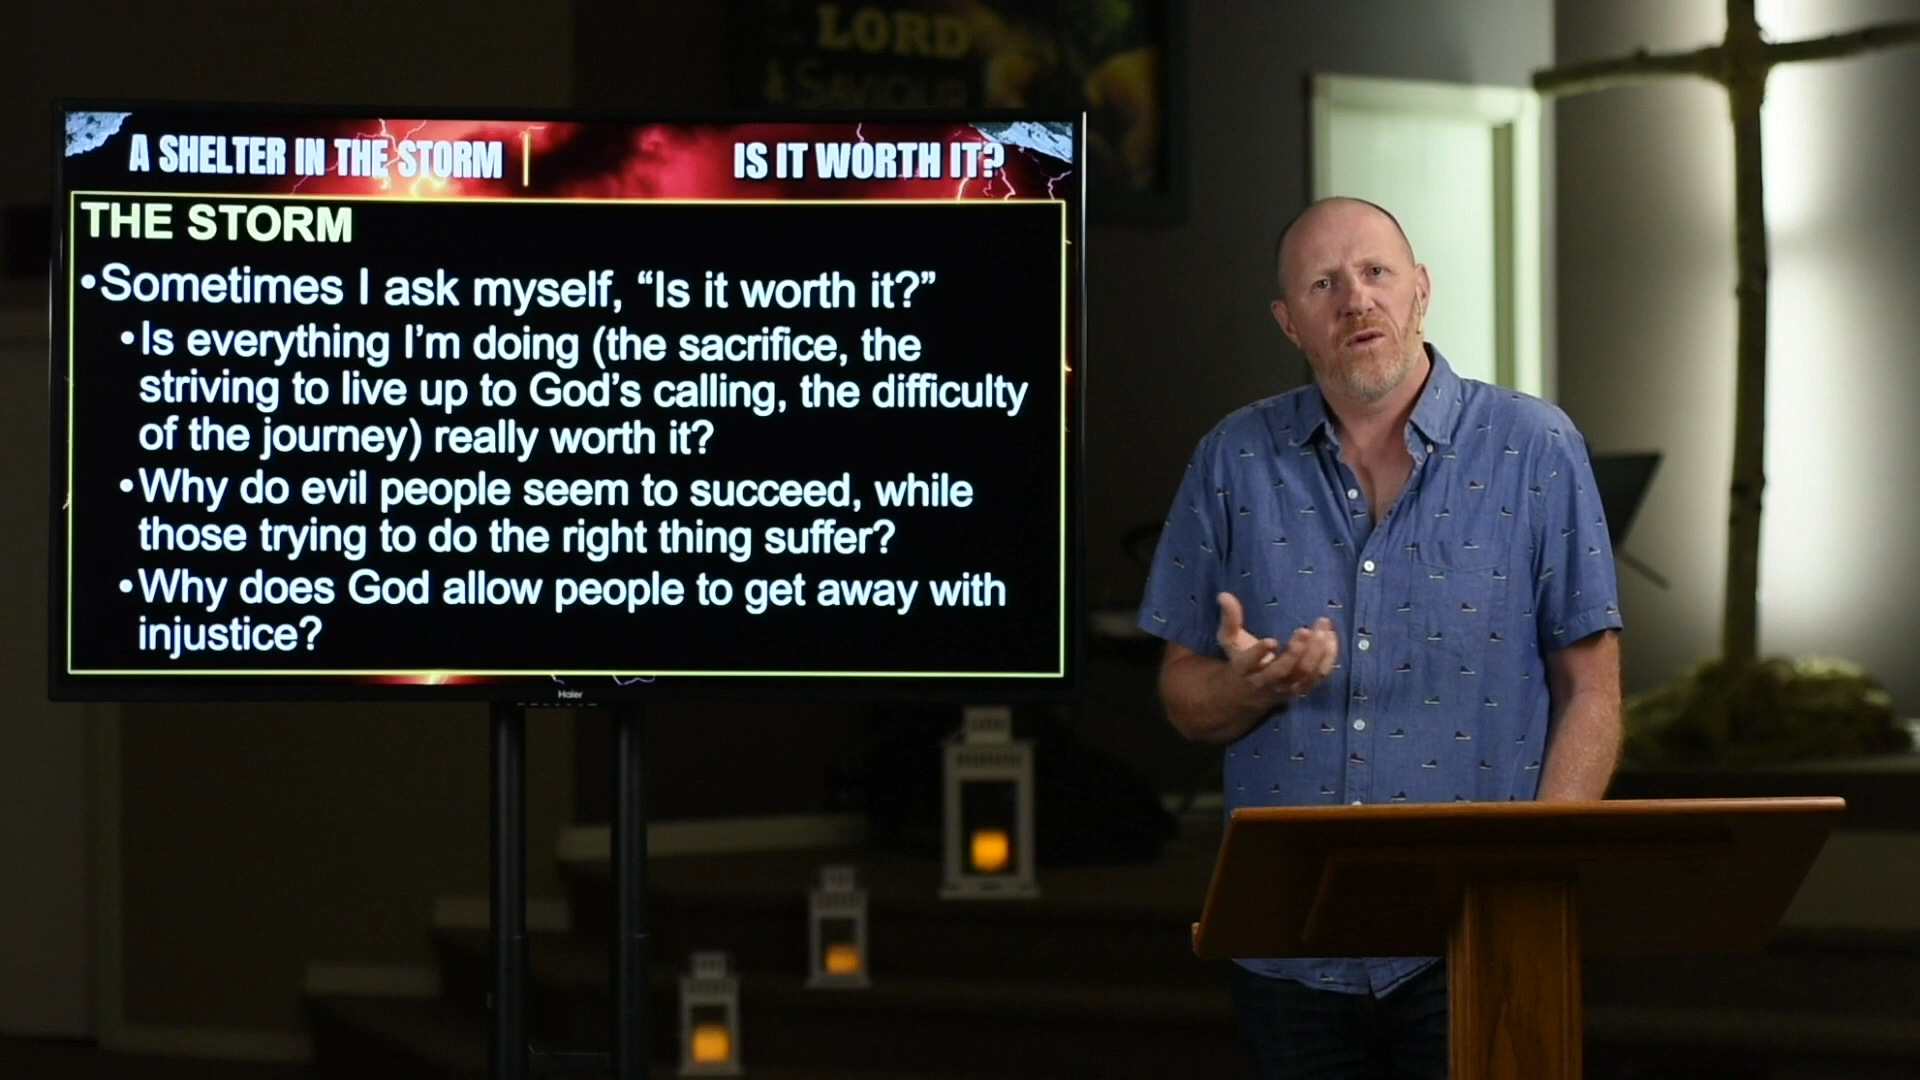 LORD
& SAVIOUR
A SHELTER IN THE STORM
IS IT WORTH IT?
THE STORM
•Sometimes I ask myself, “Is it worth it?”
•Is everything I’m doing (the sacrifice, the
striving to live up to God’s calling, the difficulty
of the journey) really worth it?
•Why do evil people seem to succeed, while
those trying to do the right thing suffer?
•Why does God allow people to get away with
injustice?
Haier